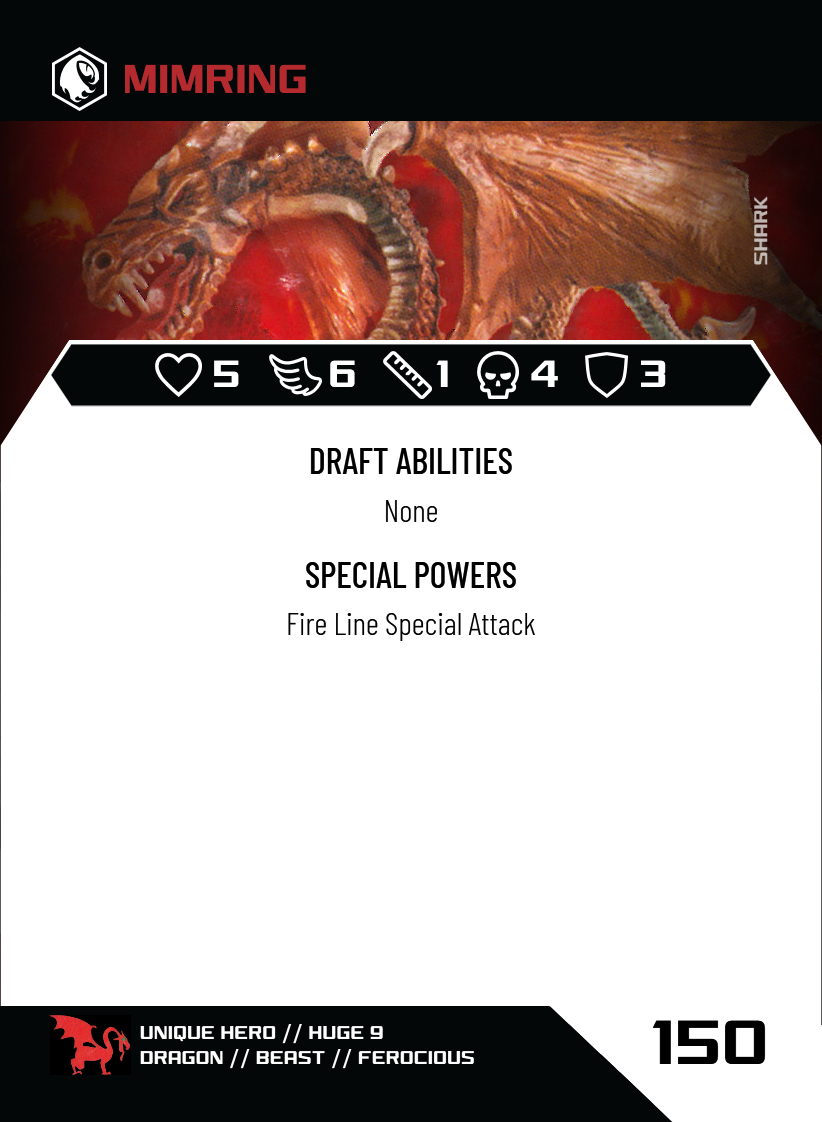 MIMRING
SHARK
5 6 1 4 3
DRAFT ABILITIES
None
SPECIAL POWERS
Fire Line Special Attack
UNIQUE HERO // HUGE 9
DRAGON // BEAST // FEROCIOUS
150